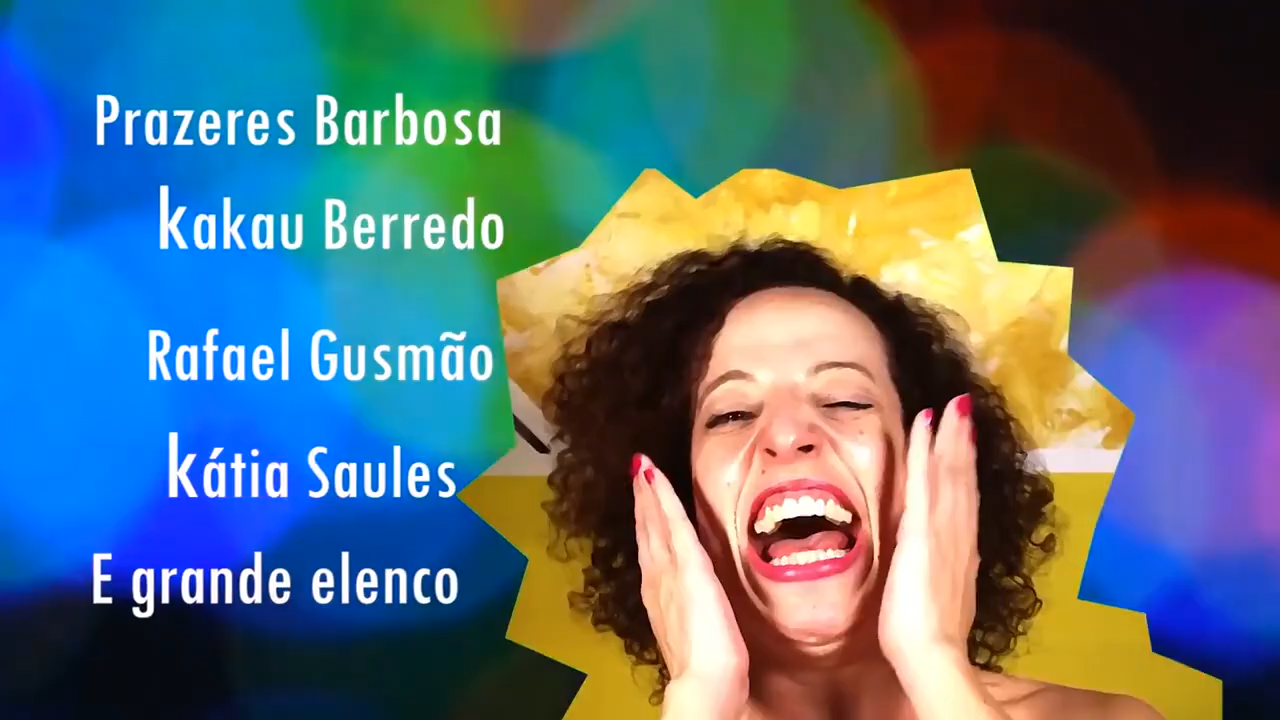 Prazeres Barbosa
Kakau Berredo
Rafael Gusmão
Kátia Saules
E grande elenco